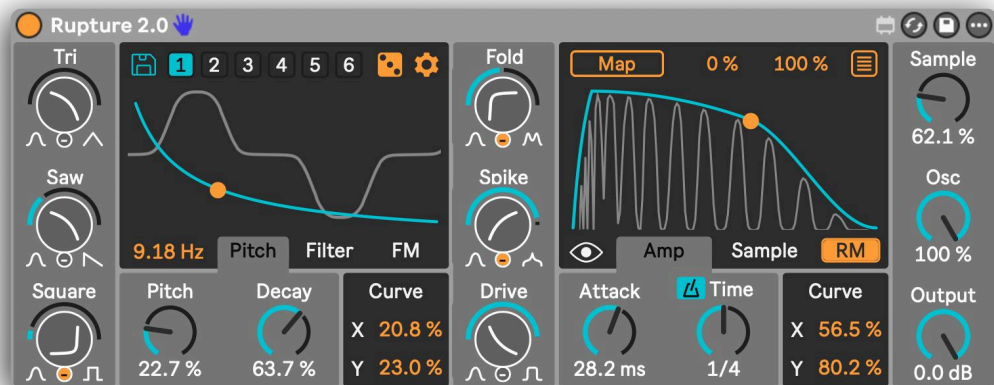 Rupture 2.0
Tri
1 2 3 4 5 6
Fold
Map 0 % 100 %
Sample
62.1 %
Saw
Spike
Osc
100 %
9.18 Hz Pitch Filter FM
Amp Sample RM
Square
Pitch Decay Curve
Drive
Attack Time Curve
Output
X 20.8 %
X 56.5 %
22.7 % 63.7 % Y 23.0 %
28.2 ms 1/4 Y 80.2 %
0.0 dB